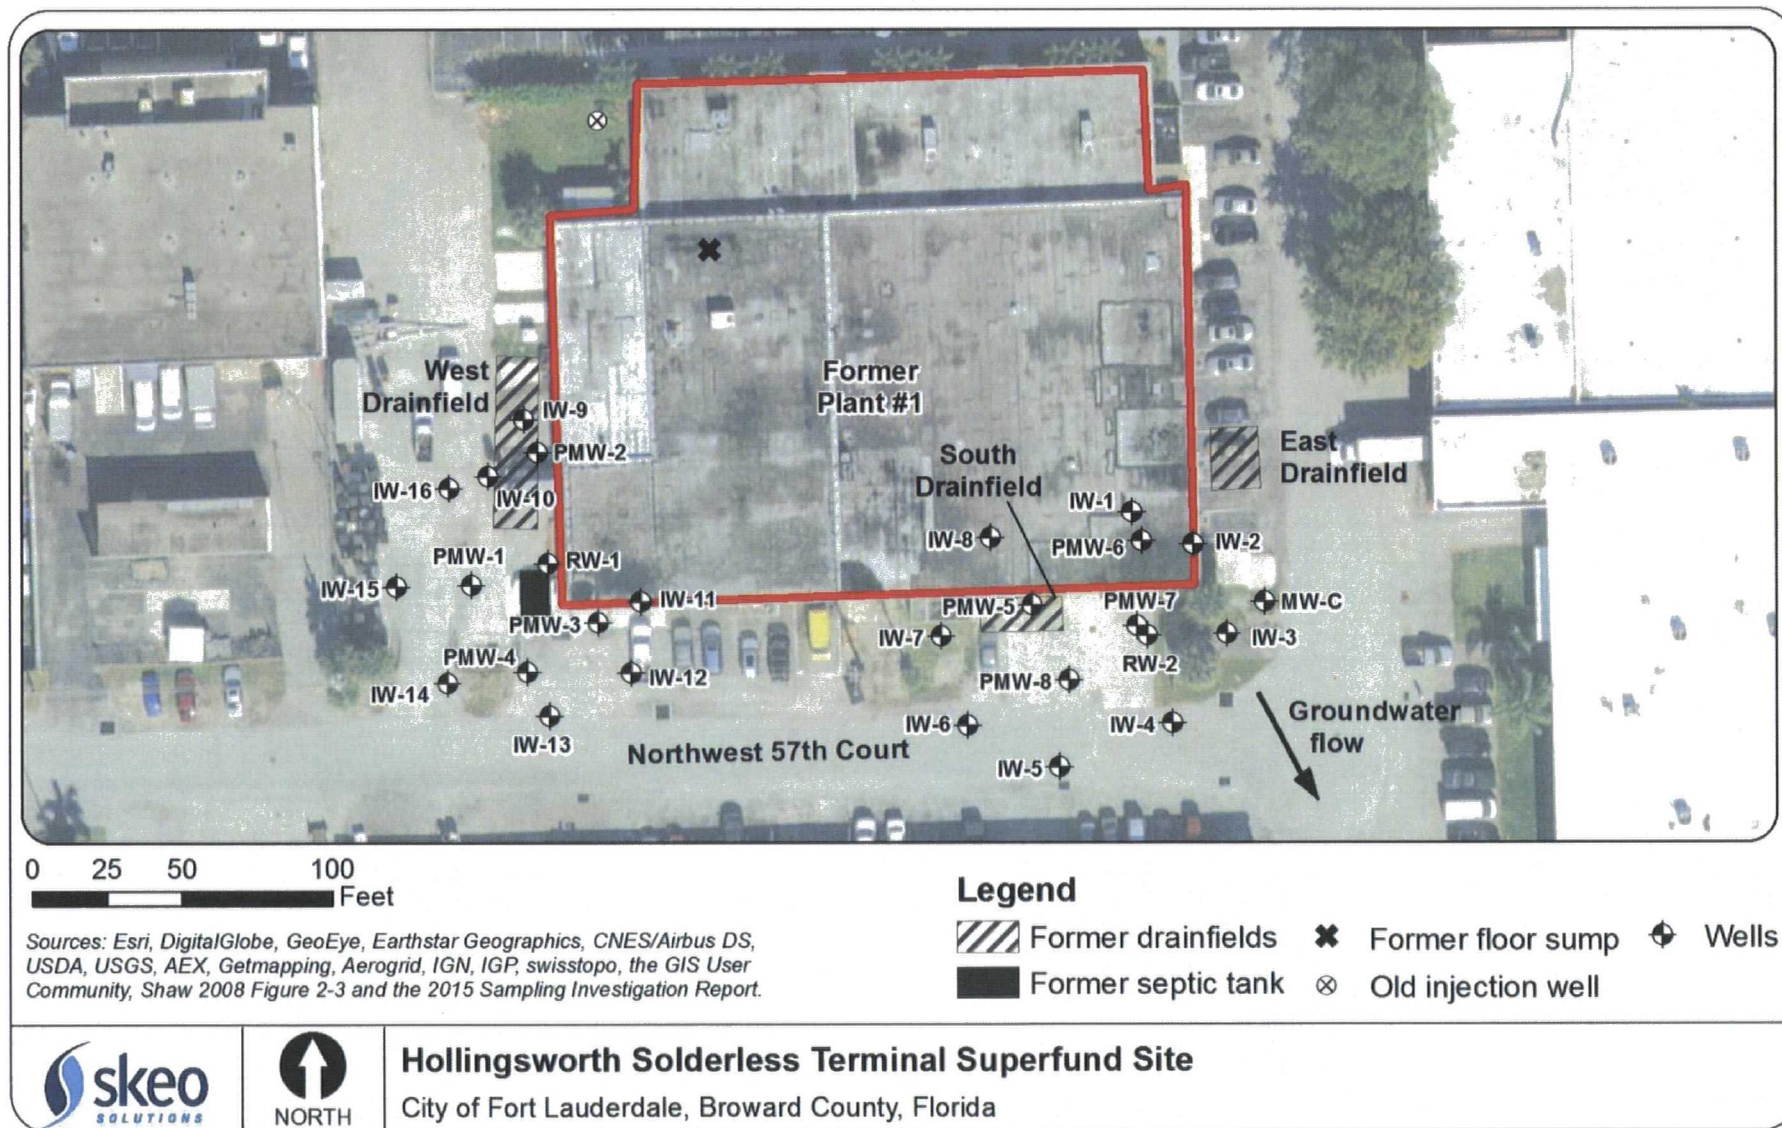 West
Drainfield
IW-9
PMW-2
IW-16
IW-10
Former
Plant #1
South
Drainfield
East
Drainfield
IW-1
IW-8
PMW-6
IW-2
PMW-1
RW-1
IW-15
IW-11
PMW-3
PMW-5
PMW-7
MW-C
IW-7
IW-3
RW-2
PMW-4
IW-14
IW-12
PMW-8
IW-13
IW-6
IW-4
IW-5
Groundwater
flow
Northwest 57th Court
0 25 50 100
Feet
Sources: Esri, DigitalGlobe, GeoEye, Earthstar Geographics, CNES/Airbus DS,
USDA, USGS, AEX, Getmapping, Aerogrid, IGN, IGP, swisstopo, the GIS User
Community, Shaw 2008 Figure 2-3 and the 2015 Sampling Investigation Report.
Legend
Former drainfields
Former floor sump
Wells
Former septic tank
Old injection well
skeo
SOLUTIONS
NORTH
Hollingsworth Solderless Terminal Superfund Site
City of Fort Lauderdale, Broward County, Florida